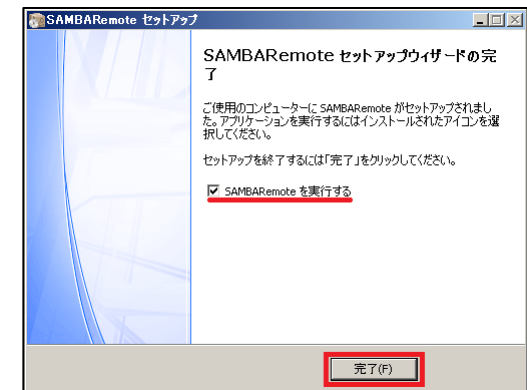 SAMBARemote セットアップ
SAMBARemote セットアップウィザードの完
了
ご使用のコンピューターに SAMBARemote がセットアップされまし
た。アプリケーションを実行するにはインストールされたアイコンを選
択してください。
セットアップを終了するには「完了」をクリックしてください。
SAMBARemote を実行する
完了(F)